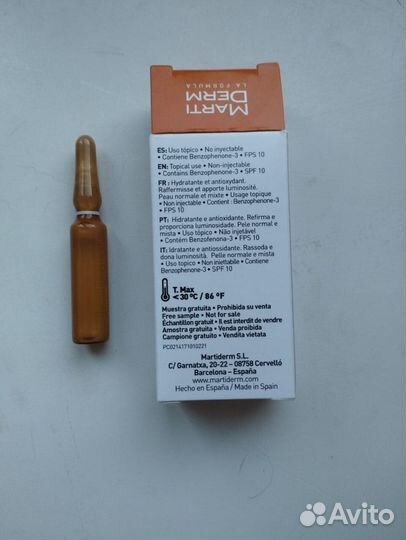 MARTI
DERM
LA FORMULA
ES: Uso tópico • No inyectable
• Contiene Benzophenone-3 • FPS 10
EN: Topical use • Non-injectable
• Contains Benzophenone-3 • SPF 10
FR: Hydratante et antioxydant.
Raffermisse et apporte luminosité.
Peau normale et mixte • Usage topique
• Non injectable • Contient : Benzophenone-3
• FPS 10
PT: Hidratante e antioxidante. Refirma e
proporciona luminosidade. Pele normal e
mista • Uso tópico • Não injetável
• Contém Benzofenona-3 • FPS 10
IT: Idratante e antiossidante. Rassoda e
dona luminosità. Pelle normale e mista
• Uso topico • Non iniettabile • Contiene
Benzophenone-3 • SPF 10
T. Max
<30ºC / 86 ºF
Muestra gratuita • Prohibida su venta
Free sample • Not for sale
Échantillon gratuit • Il est interdit de vendre
Amostra gratuita • Venda proibida
Campione gratuito • Vendita vietata
PC0214171010221
Martiderm S.L.
C/ Garnatxa, 20-22 – 08758 Cervelló
Barcelona – España
www.martiderm.com
Hecho en España / Made in Spain
Avito